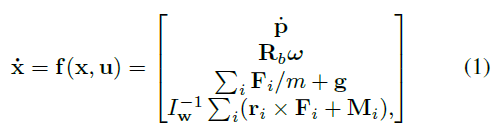 ẋ = f(x, u) = [ ṗ
R_b ω
∑_i F_i/m + g
I_w^{-1} ∑_i(r_i × F_i + M_i), ] (1)